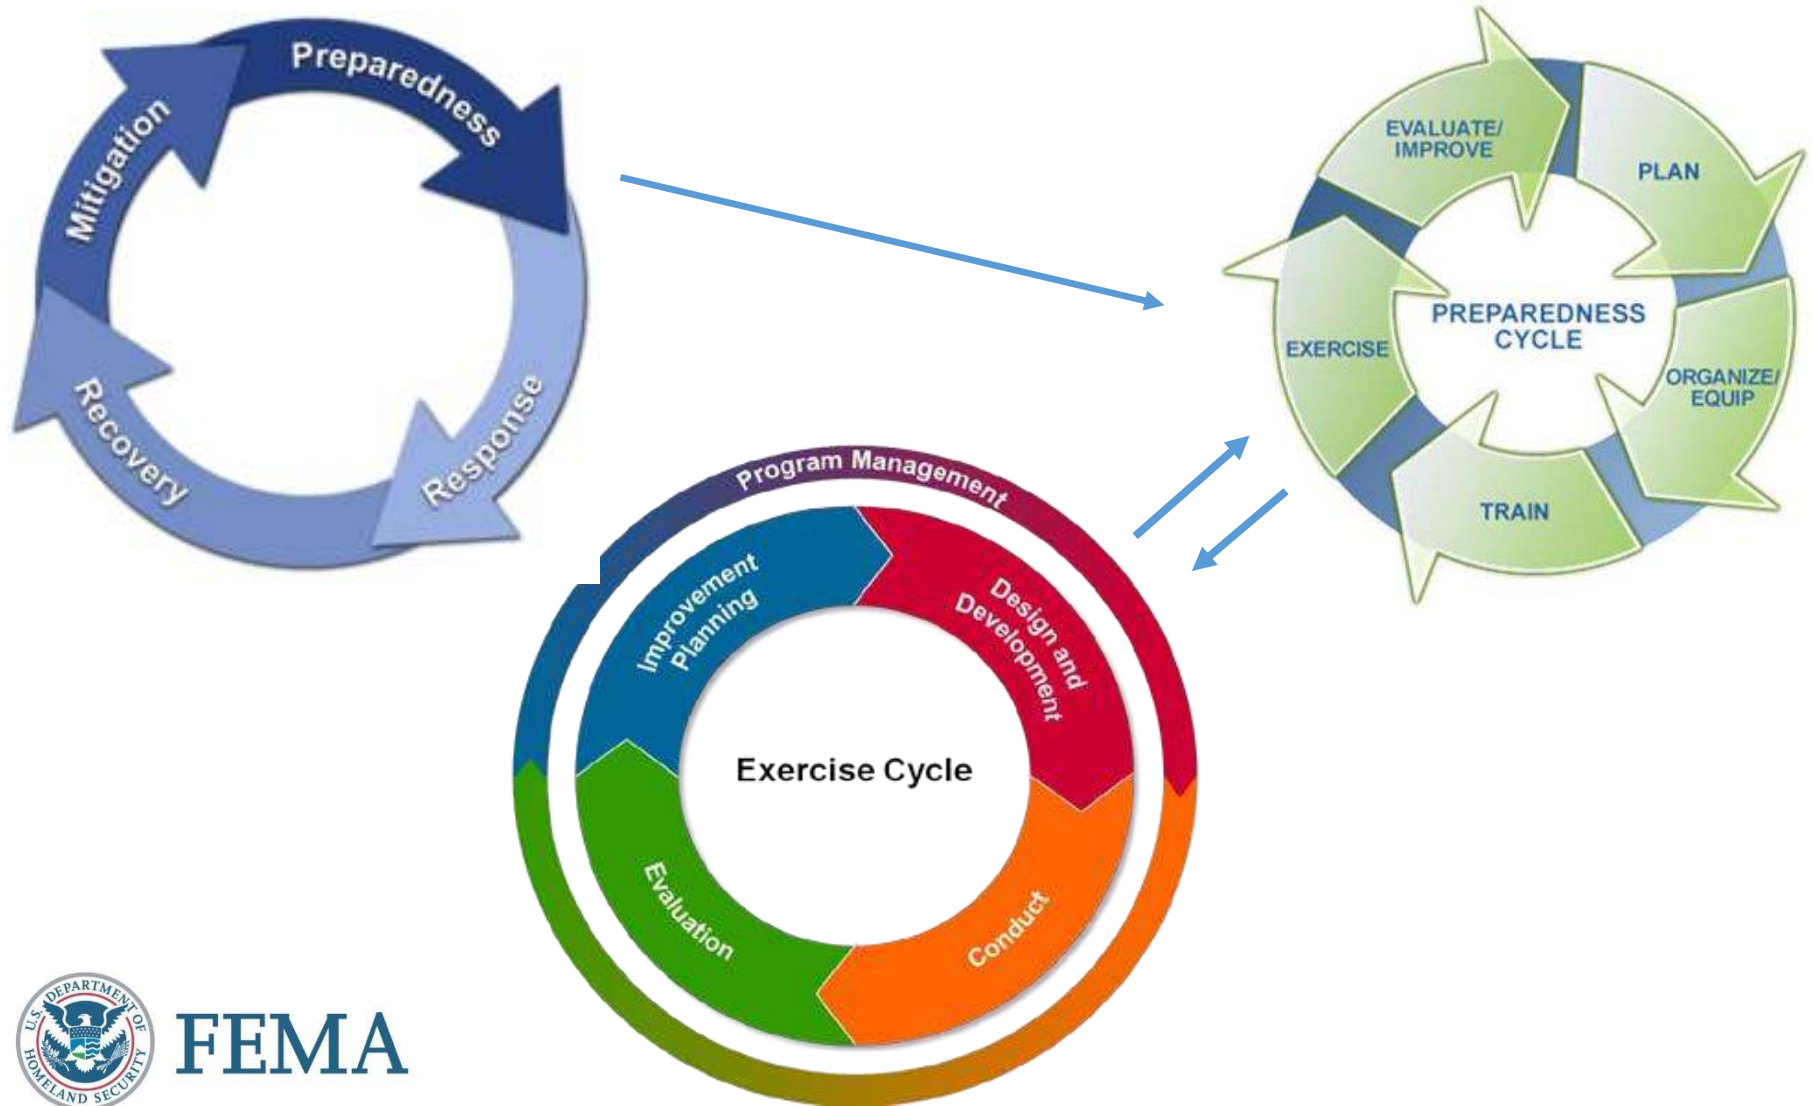 Preparedness
Mitigation
Recovery
Response
EVALUATE/
IMPROVE
PLAN
PREPAREDNESS
CYCLE
EXERCISE
ORGANIZE/
EQUIP
TRAIN
Program Management
Improvement
Planning
Design and
Development
Exercise Cycle
Evaluation
Conduct
U.S. DEPARTMENT OF
HOMELAND SECURITY
FEMA